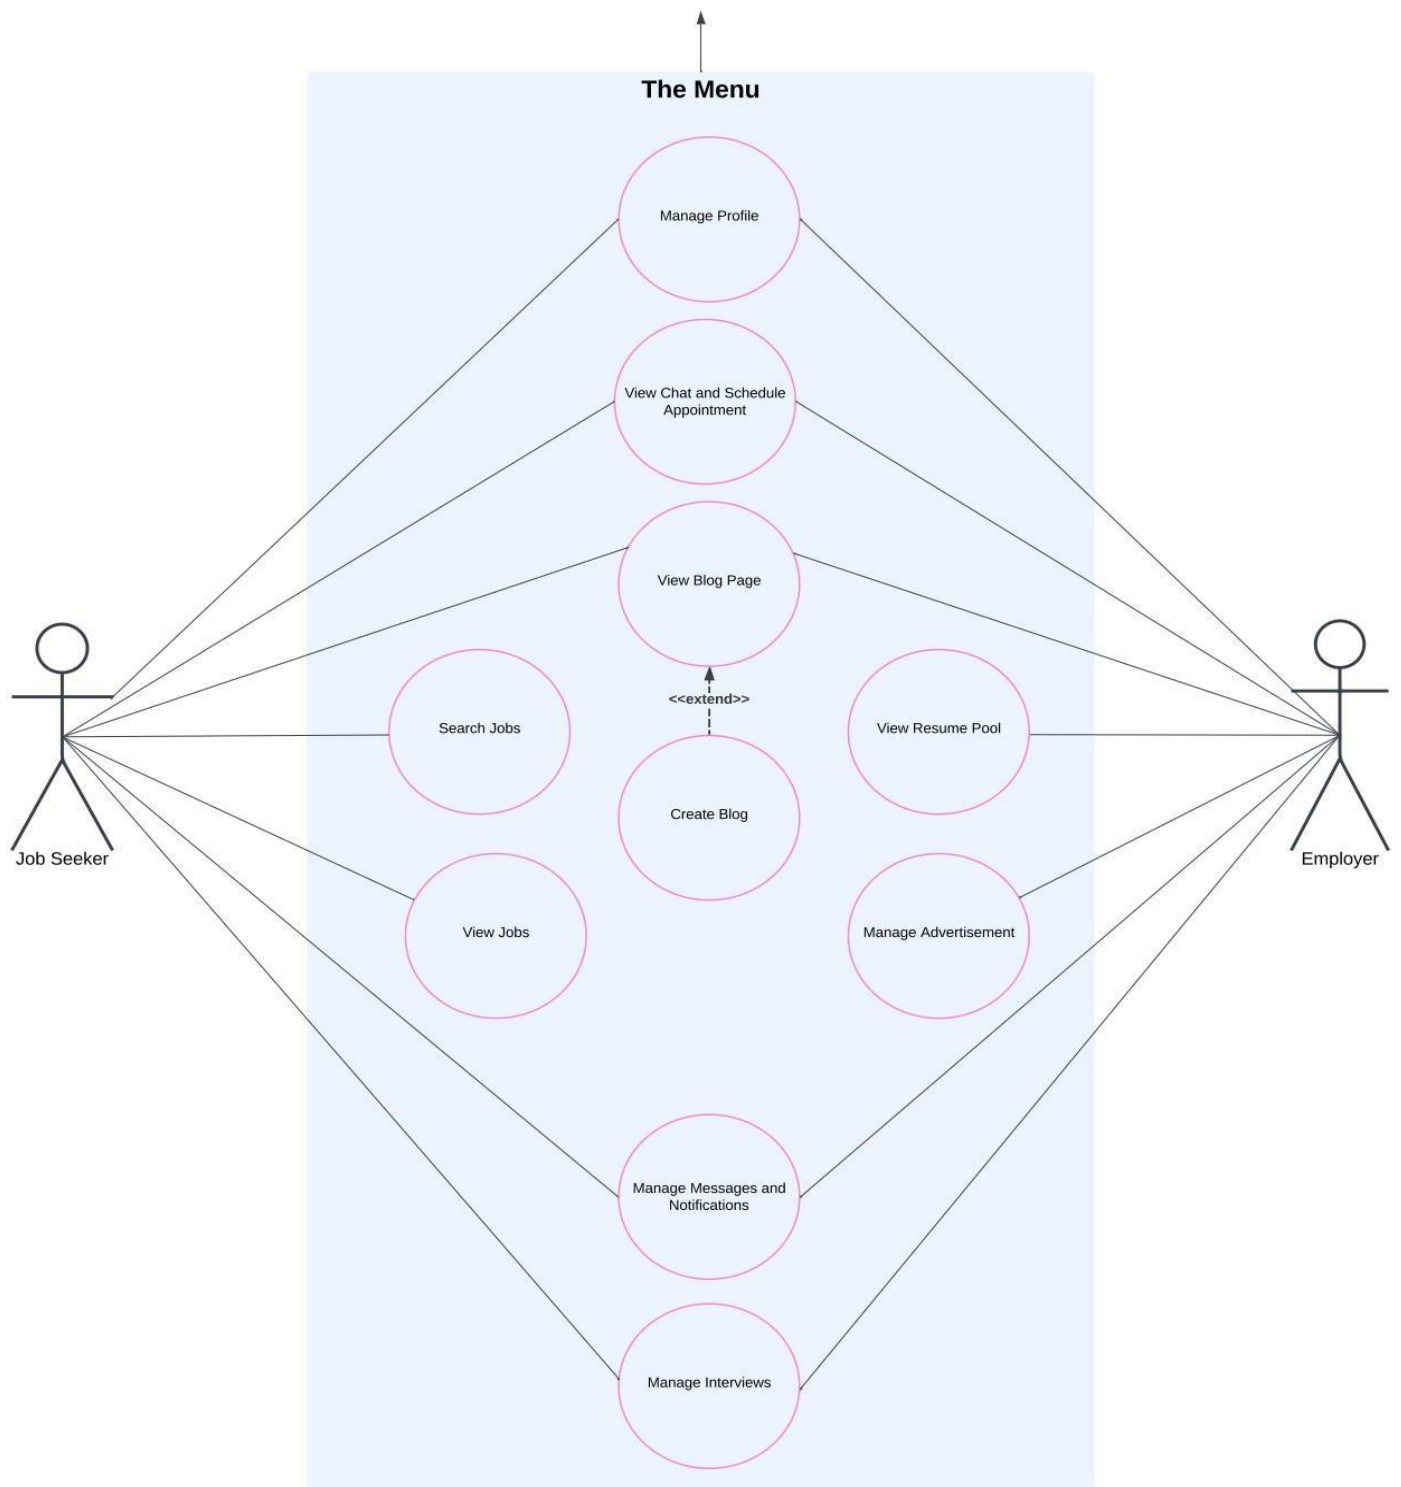 The Menu
Manage Profile
View Chat and Schedule
Appointment
View Blog Page
<<extend>>
Search Jobs
View Resume Pool
Create Blog
Job Seeker
Employer
View Jobs
Manage Advertisement
Manage Messages and
Notifications
Manage Interviews